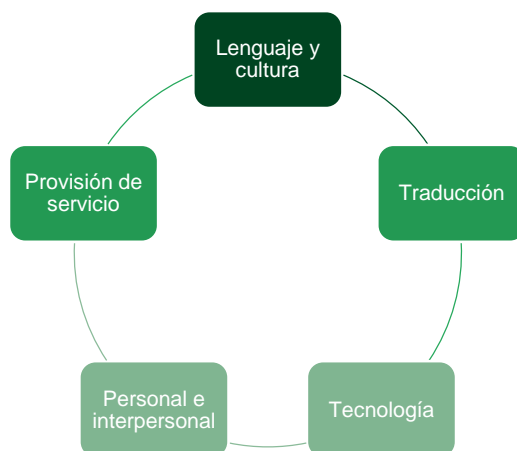 Lenguaje y
cultura
Traducción
Tecnología
Personal e
interpersonal
Provisión de
servicio